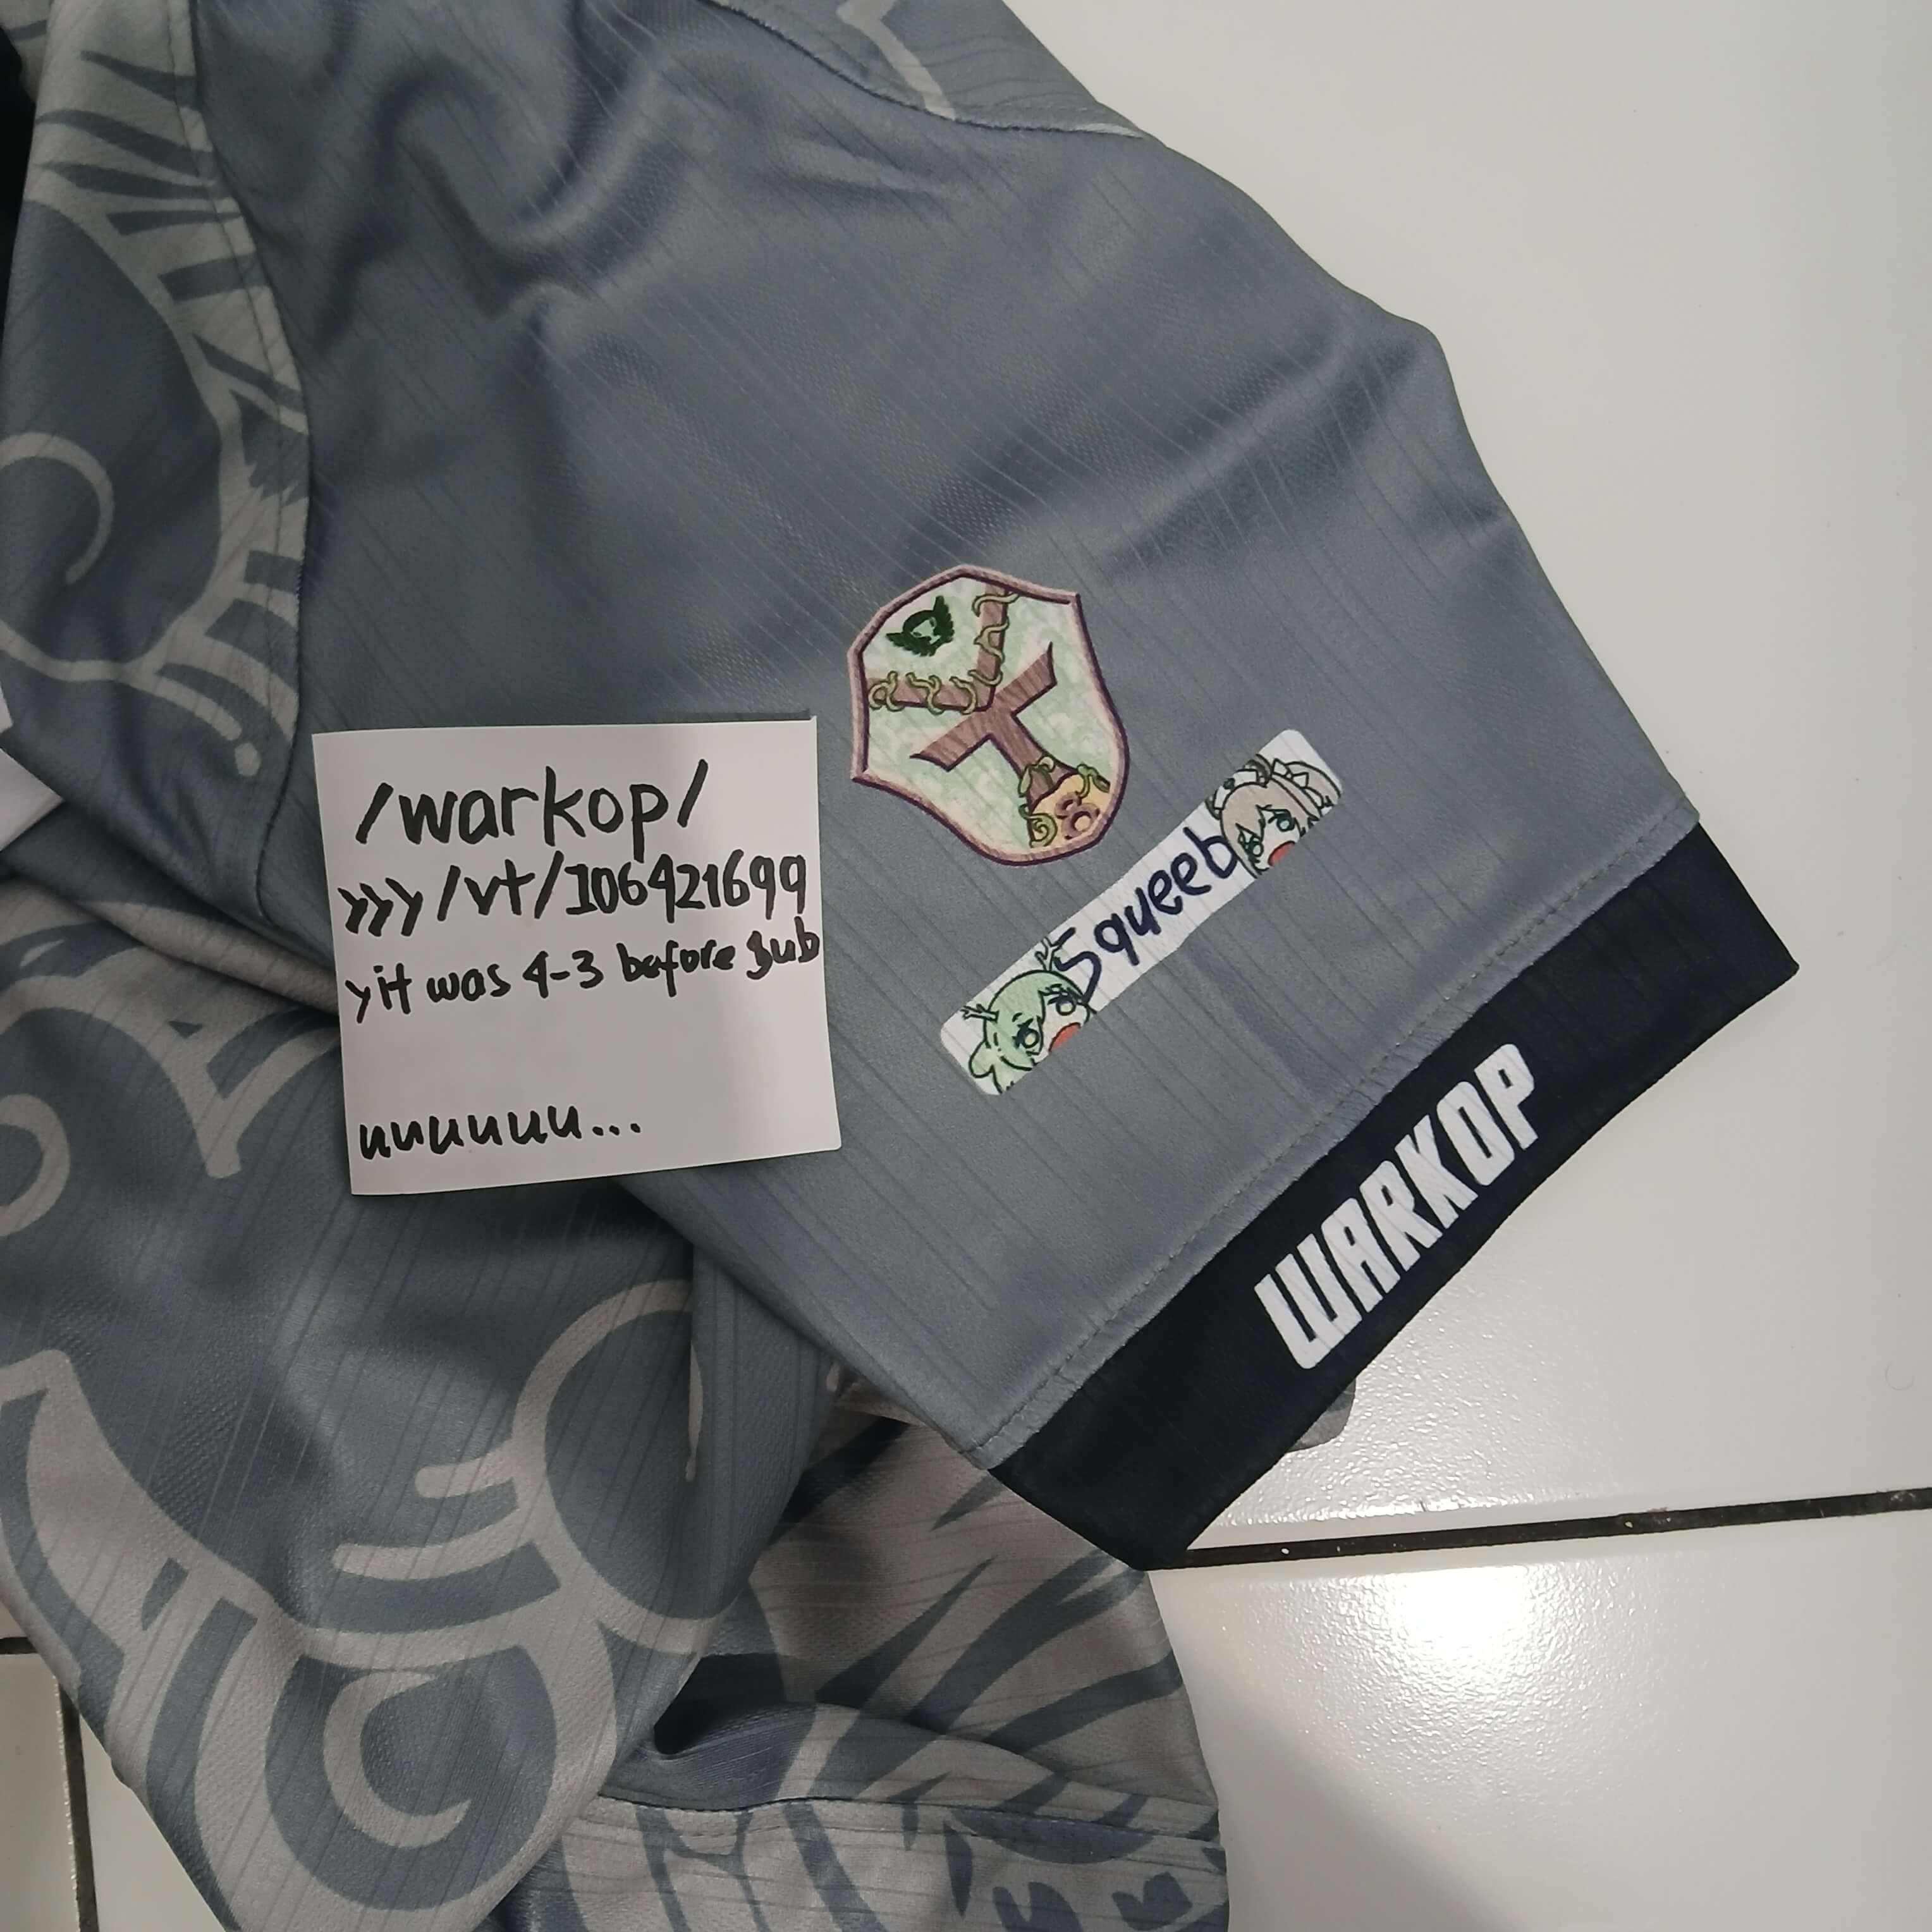 /warkop/
>>>/vt/106421699
>it was 4-3 before sub
uuuuuu...
Squeeb
WARKOP